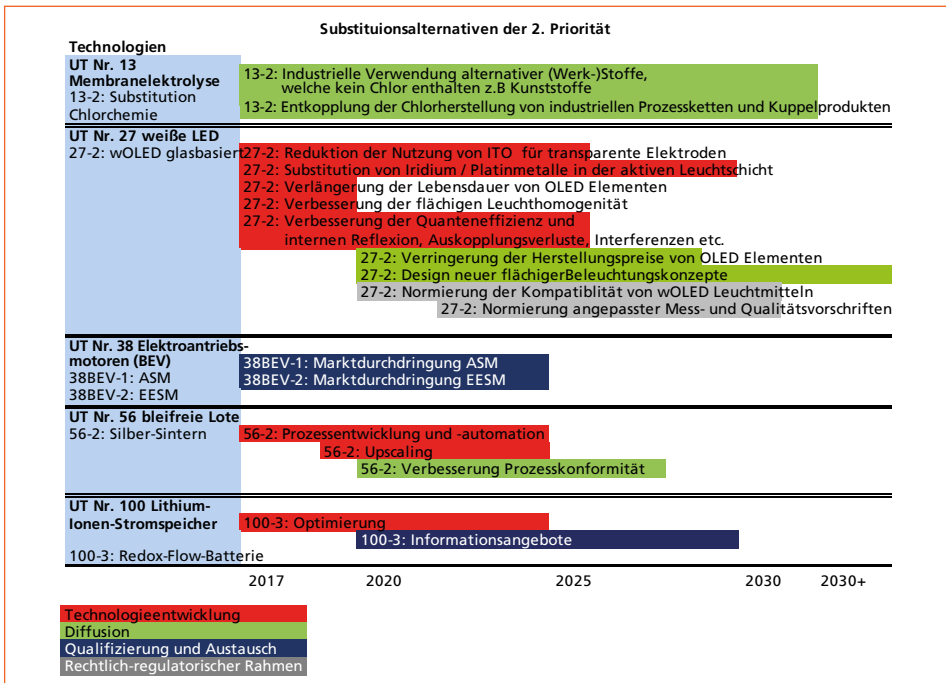 Substituionsalternativen der 2. Priorität
Technologien
UT Nr. 13
Membranelektrolyse
13-2: Substitution
Chlorchemie
13-2: Industrielle Verwendung alternativer (Werk-)Stoffe,
welche kein Chlor enthalten z.B Kunststoffe
13-2: Entkopplung der Chlorherstellung von industriellen Prozessketten und Kuppelprodukten
UT Nr. 27 weiße LED
27-2: wOLED glasbasiert
27-2: Reduktion der Nutzung von ITO für transparente Elektroden
27-2: Substitution von Iridium / Platinmetalle in der aktiven Leuchtschicht
27-2: Verlängerung der Lebensdauer von OLED Elementen
27-2: Verbesserung der flächigen Leuchthomogenität
27-2: Verbesserung der Quanteneffizienz und
internen Reflexion, Auskopplungsverluste, Interferenzen etc.
27-2: Verringerung der Herstellungspreise von OLED Elementen
27-2: Design neuer flächigerBeleuchtungskonzepte
27-2: Normierung der Kompatiblität von wOLED Leuchtmitteln
27-2: Normierung angepasster Mess- und Qualitätsvorschriften
UT Nr. 38 Elektroantriebs-
motoren (BEV)
38BEV-1: ASM
38BEV-2: EESM
38BEV-1: Marktdurchdringung ASM
38BEV-2: Marktdurchdringung EESM
UT Nr. 56 bleifreie Lote
56-2: Silber-Sintern
56-2: Prozessentwicklung und -automation
56-2: Upscaling
56-2: Verbesserung Prozesskonformität
UT Nr. 100 Lithium-
Ionen-Stromspeicher
100-3: Redox-Flow-Batterie
100-3: Optimierung
100-3: Informationsangebote
2017 2020 2025 2030 2030+
Technologieentwicklung
Diffusion
Qualifizierung und Austausch
Rechtlich-regulatorischer Rahmen